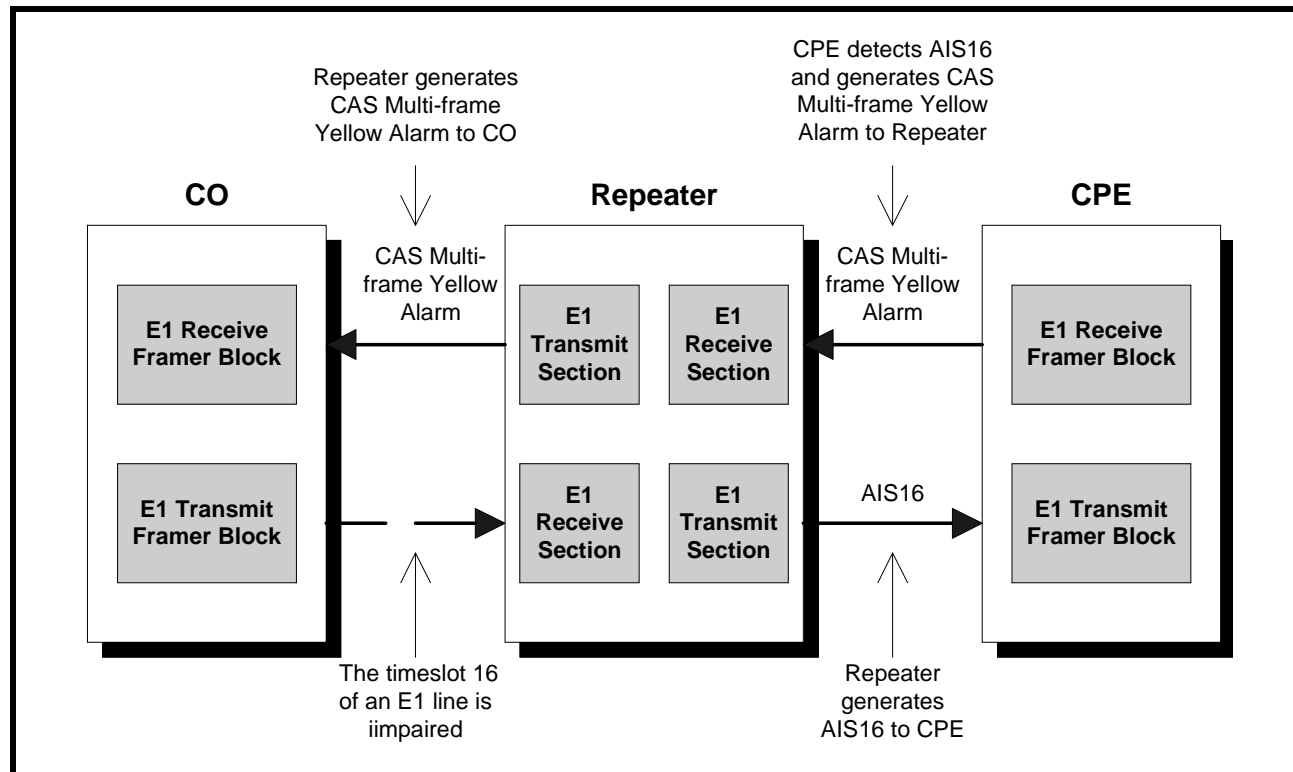 Repeater generates
CAS Multi-frame
Yellow Alarm to CO
CPE detects AIS16
and generates CAS
Multi-frame Yellow
Alarm to Repeater
CO
Repeater
CPE
CAS Multi-
frame Yellow
Alarm
CAS Multi-
frame Yellow
Alarm
E1 Receive
Framer Block
E1
Transmit
Section
E1
Receive
Section
E1 Receive
Framer Block
E1 Transmit
Framer Block
E1
Receive
Section
E1
Transmit
Section
AIS16
E1 Transmit
Framer Block
The timeslot 16
of an E1 line is
iimpaired
Repeater
generates
AIS16 to CPE